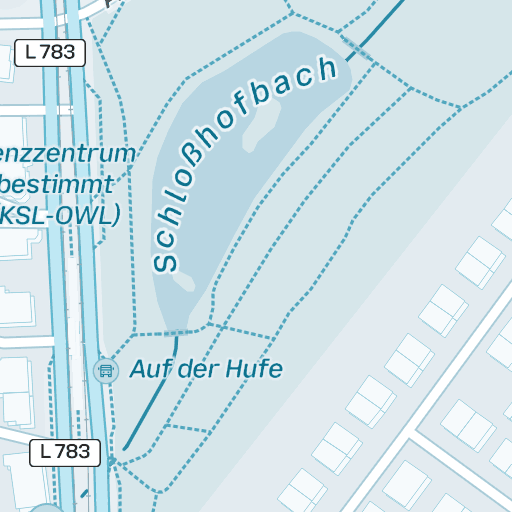 L 783
Schloßhofbach
enzzentrum
bestimmt
KSL-OWL)
Auf der Hufe
L 783